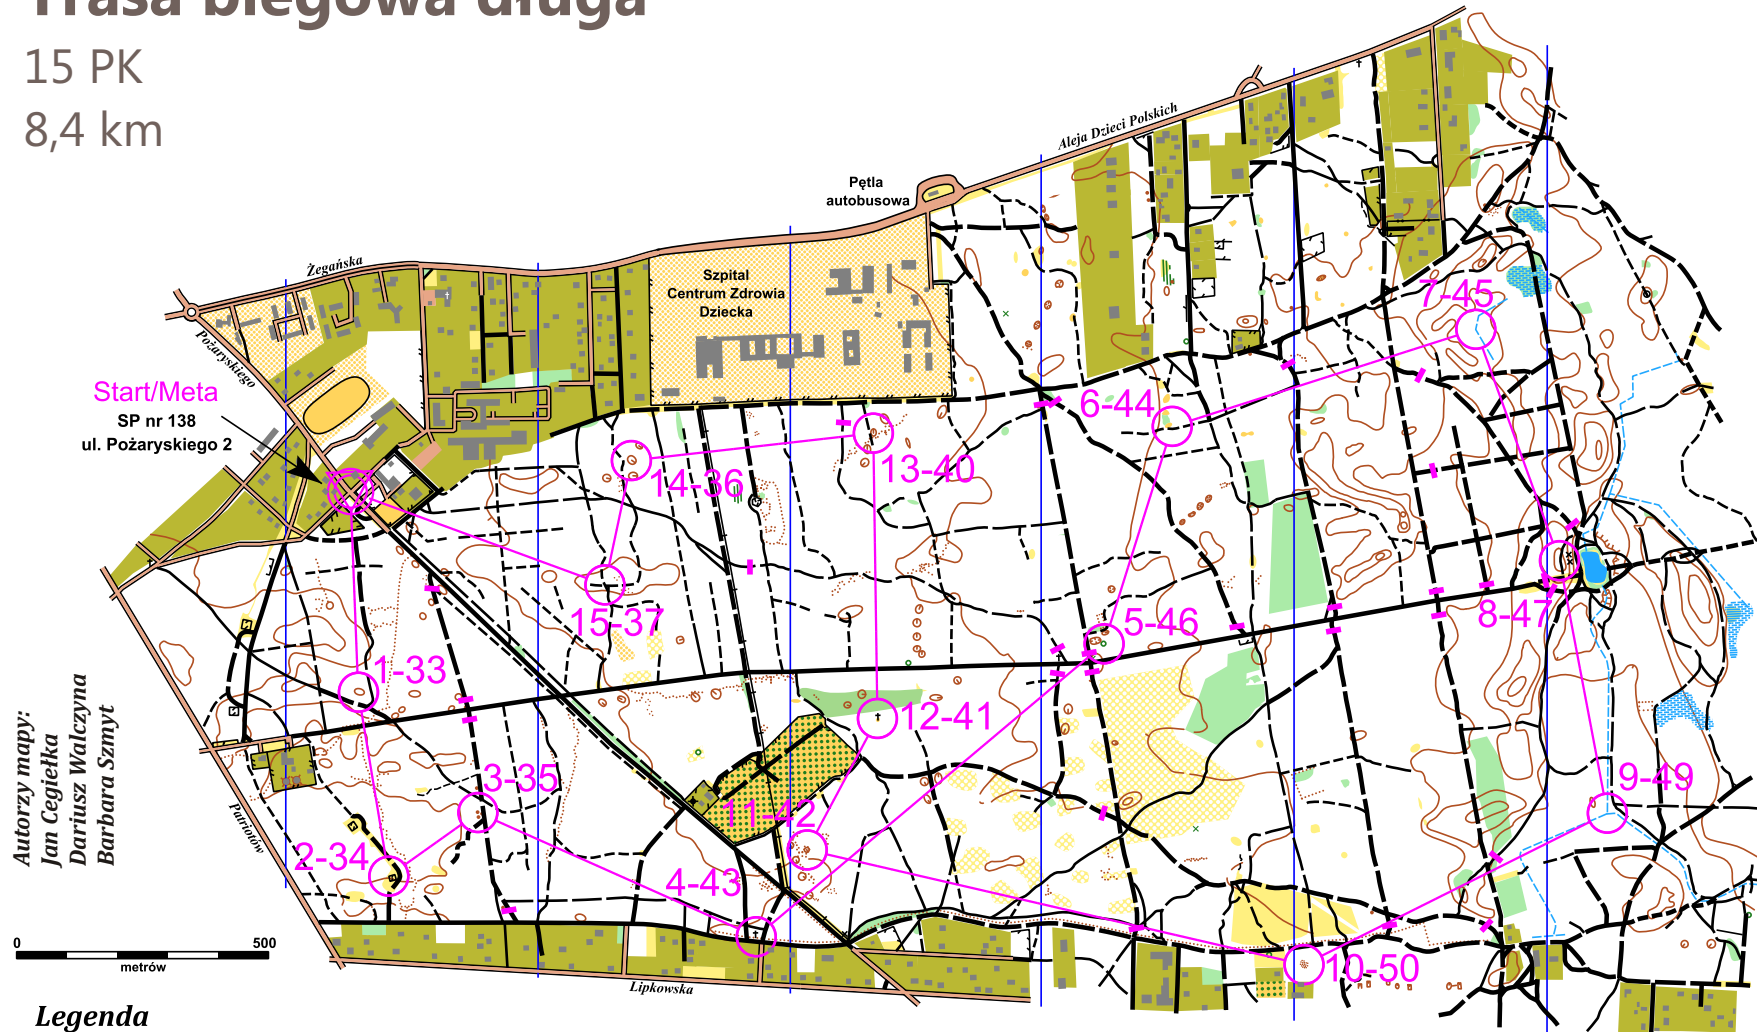 Trasa biegowa długa
15 PK
8,4 km
Aleja Dzieci Polskich
Pętla
autobusowa
Żegańska
Szpital
Centrum Zdrowia
Dziecka
Pożaryskiego
7-45
Start/Meta
SP nr 138
ul. Pożaryskiego 2
6-44
13-40
14-36
15-37
5-46
8-47
1-33
12-41
3-35
9-49
11-42
2-34
4-43
10-50
Patriotów
Lipkowska
Autorzy mapy:
Jan Cegiełka
Dariusz Walczyna
Barbara Szmyt
0 500
metrów
Legenda